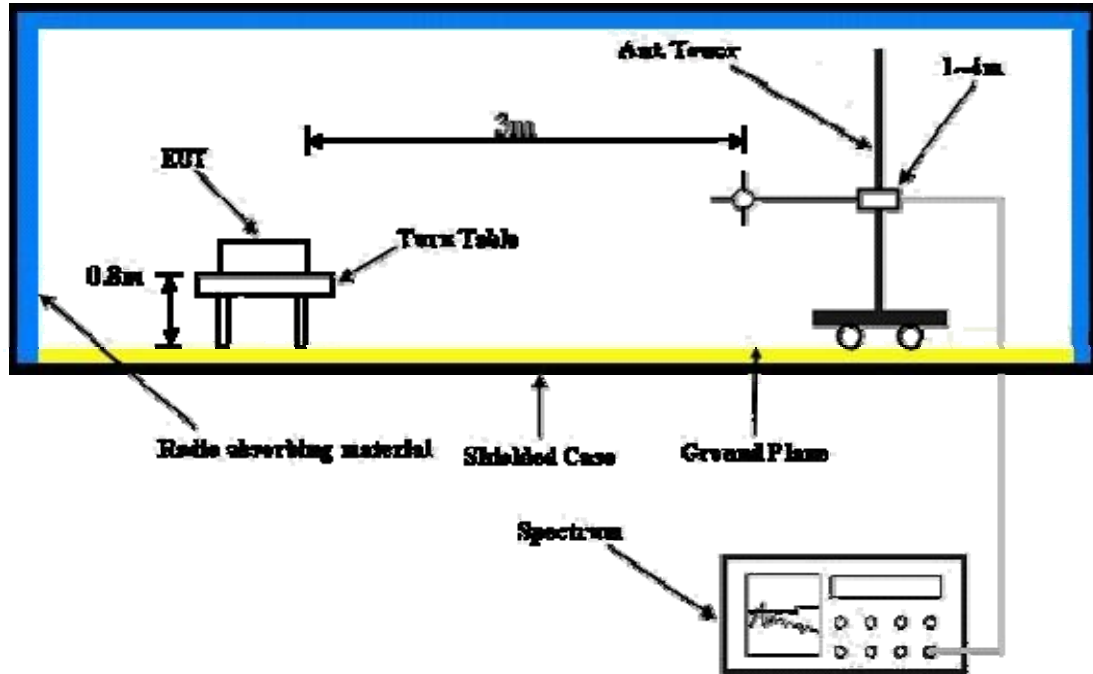 Ant Tower
1-4m
3m
EUT
Turn Table
0.8m
Radio absorbing material
Shielded Case
Ground Plane
Spectrum